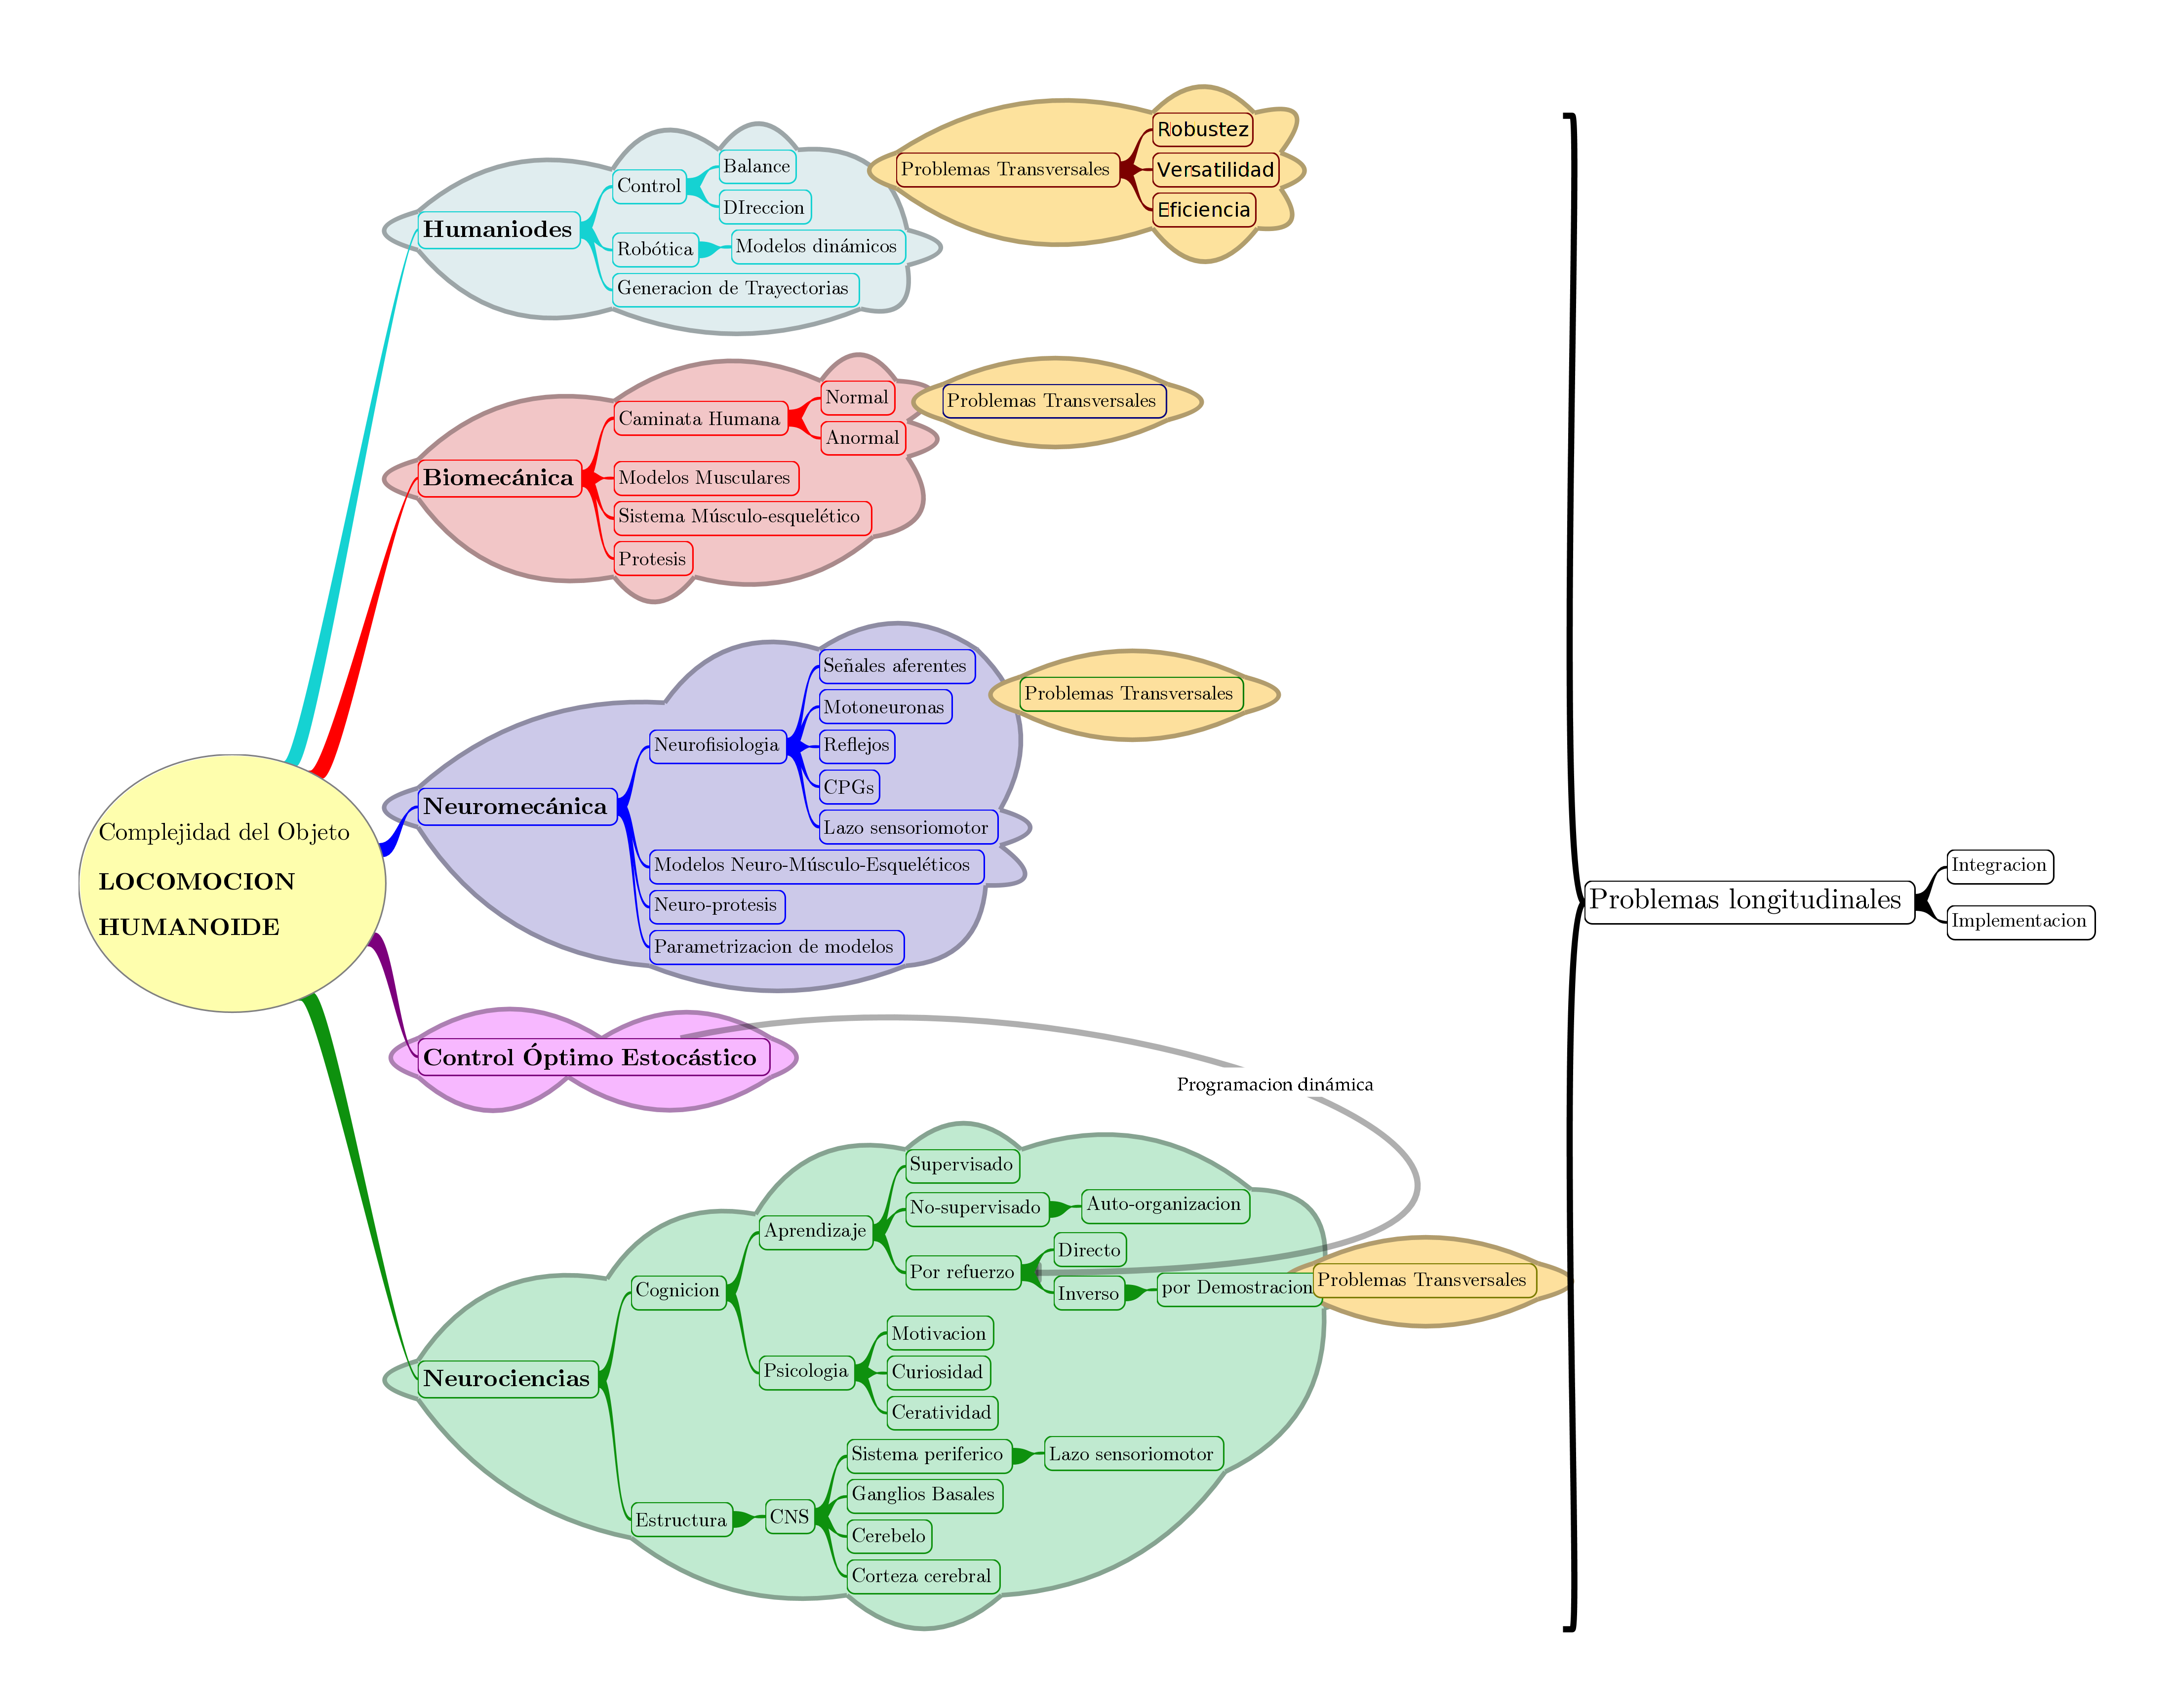 Complejidad del Objeto
LOCOMOCION
HUMANOIDE
Humaniodes
Control
Balance
DIreccion
Robótica
Modelos dinámicos
Generacion de Trayectorias
Problemas Transversales
Robustez
Versatilidad
Eficiencia
Biomecánica
Caminata Humana
Normal
Anormal
Modelos Musculares
Sistema Músculo-esquelético
Protesis
Problemas Transversales
Neuromecánica
Neurofisiologia
Señales aferentes
Motoneuronas
Reflejos
CPGs
Lazo sensoriomotor
Modelos Neuro-Músculo-Esqueléticos
Neuro-protesis
Parametrizacion de modelos
Problemas Transversales
Control Óptimo Estocástico
Programacion dinámica
Neurociencias
Cognicion
Aprendizaje
Supervisado
No-supervisado
Auto-organizacion
Por refuerzo
Directo
Inverso
por Demostracion
Psicologia
Motivacion
Curiosidad
Ceratividad
Estructura
CNS
Sistema periferico
Lazo sensoriomotor
Ganglios Basales
Cerebelo
Corteza cerebral
Problemas Transversales
Problemas longitudinales
Integracion
Implementacion